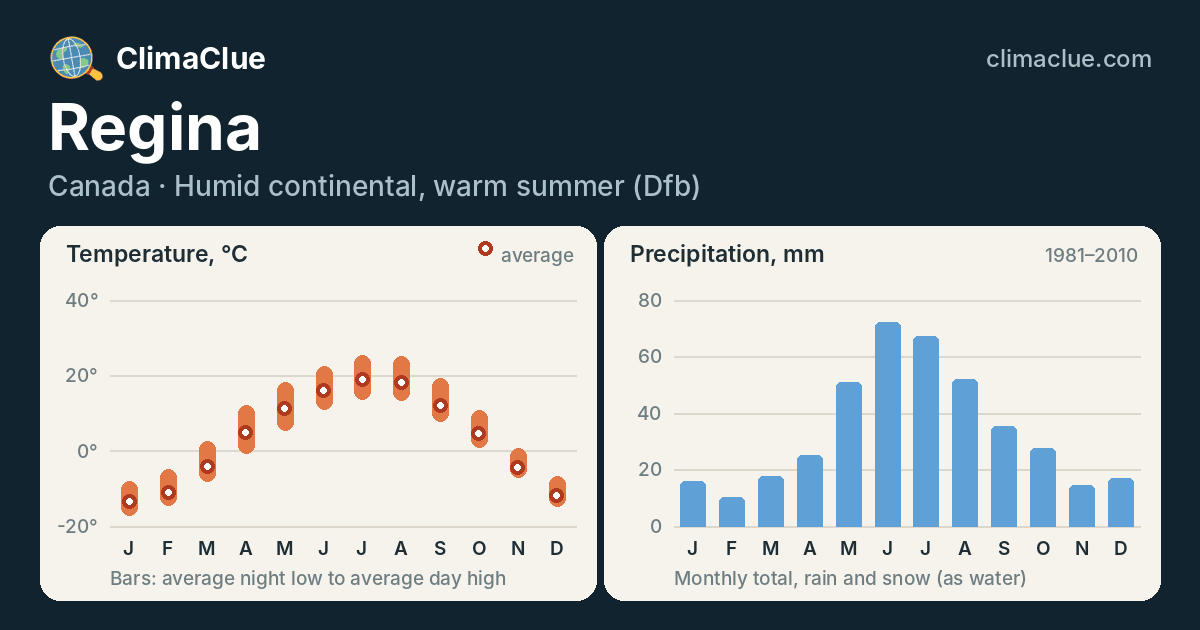 ClimaClue
climaclue.com
Regina
Canada · Humid continental, warm summer (Dfb)
Temperature, °C
average
40°
20°
0°
-20°
J F M A M J J A S O N D
Bars: average night low to average day high
Precipitation, mm
1981–2010
80
60
40
20
0
J F M A M J J A S O N D
Monthly total, rain and snow (as water)